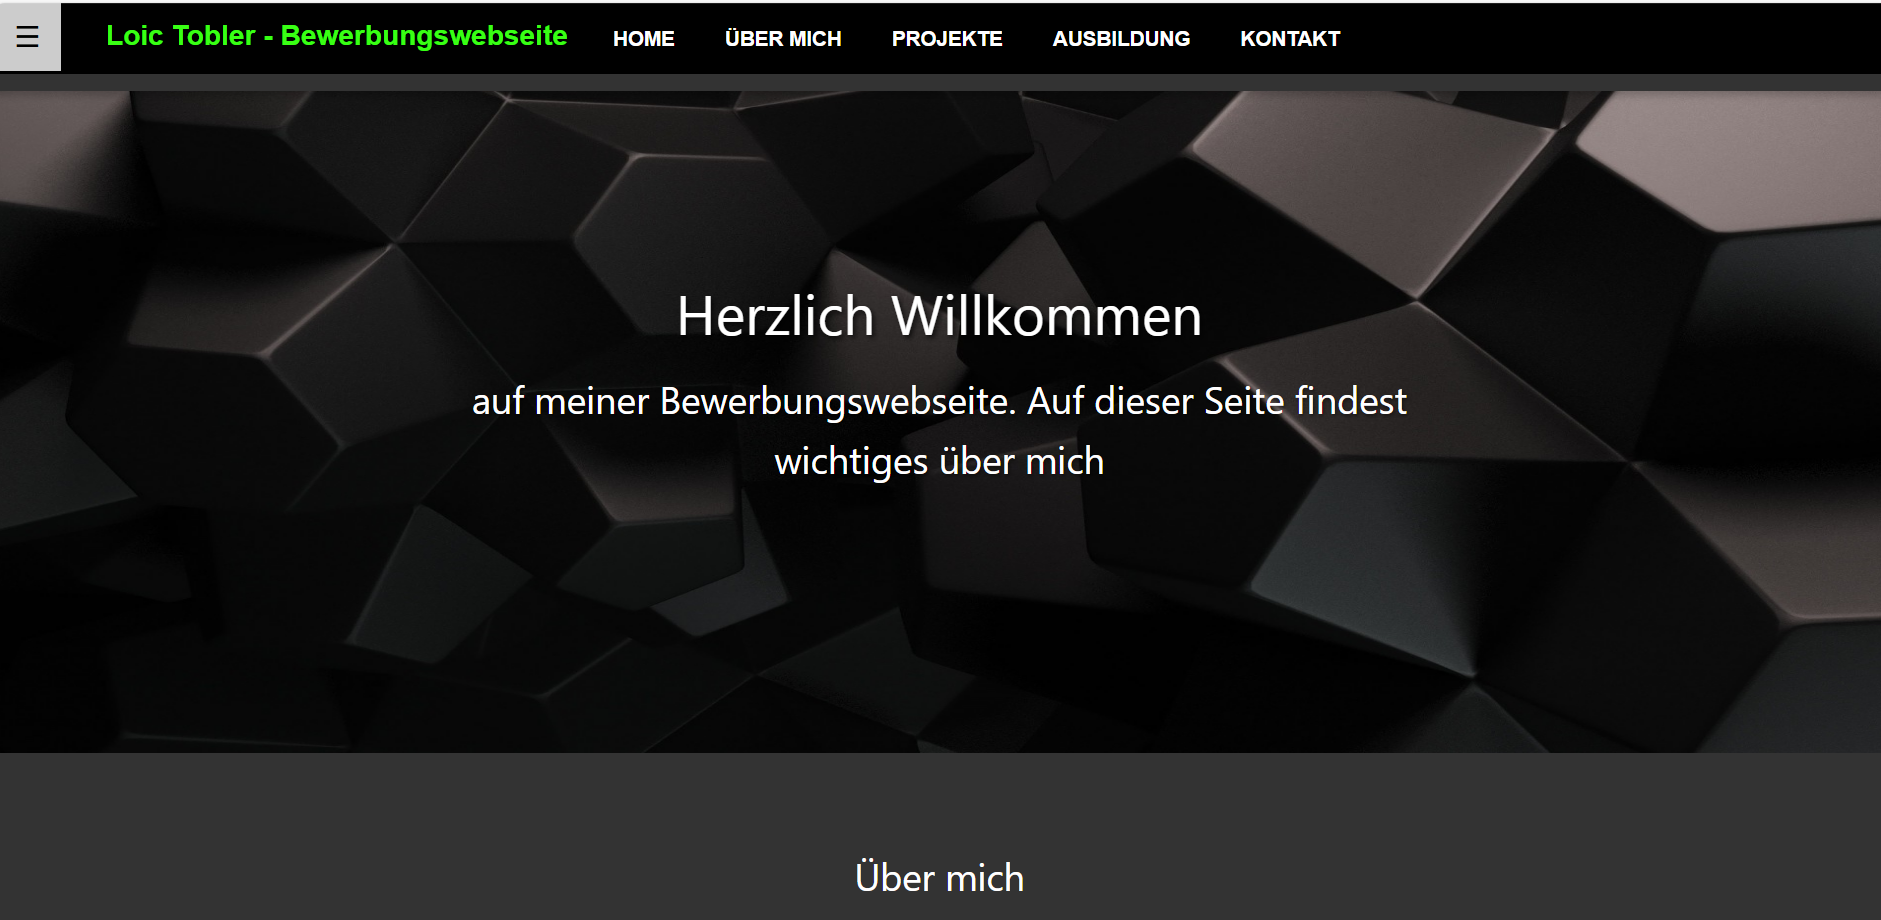 ☰ Loic Tobler - Bewerbungswebseite HOME ÜBER MICH PROJEKTE AUSBILDUNG KONTAKT
Herzlich Willkommen
auf meiner Bewerbungswebseite. Auf dieser Seite findest
wichtiges über mich
Über mich